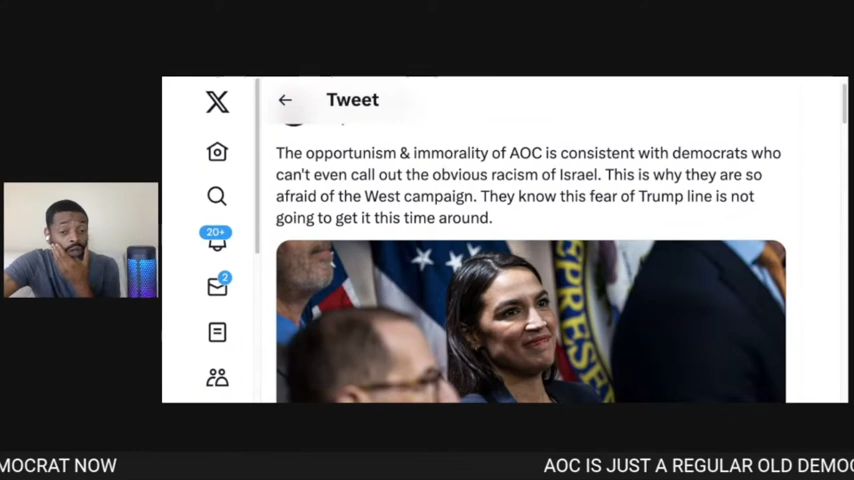 X
Tweet
The opportunism & immorality of AOC is consistent with democrats who
can't even call out the obvious racism of Israel. This is why they are so
afraid of the West campaign. They know this fear of Trump line is not
going to get it this time around.
20+
2
PRESE
MOCRAT NOW
AOC IS JUST A REGULAR OLD DEMOC